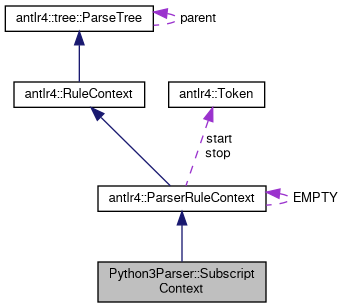 antlr4::tree::ParseTree
parent
antlr4::RuleContext
antlr4::Token
start
stop
antlr4::ParserRuleContext
EMPTY
Python3Parser::Subscript
Context